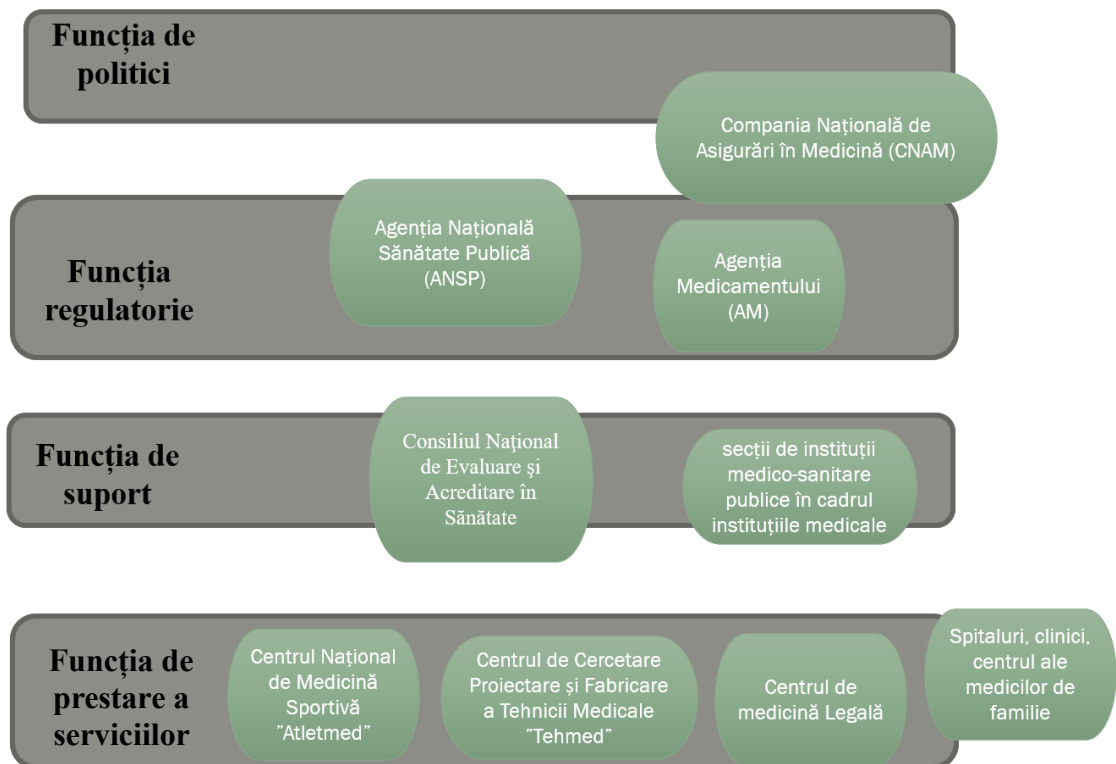 Funcția de
politici
Compania Națională de
Asigurări în Medicină (CNAM)
Funcția
regulatorie
Agenția Națională
Sănătate Publică
(ANSP)
Agenția
Medicamentului
(AM)
Funcția de
suport
Consiliul Naţional
de Evaluare şi
Acreditare în
Sănătate
secții de instituții
medico-sanitare
publice în cadrul
instituțiile medicale
Funcția de
prestare a
serviciilor
Centrul Național
de Medicină
Sportivă
”Atletmed”
Centrul de Cercetare
Proiectare și Fabricare
a Tehnicii Medicale
”Tehmed”
Centrul de
medicină Legală
Spitaluri, clinici,
centrul ale
medicilor de
familie